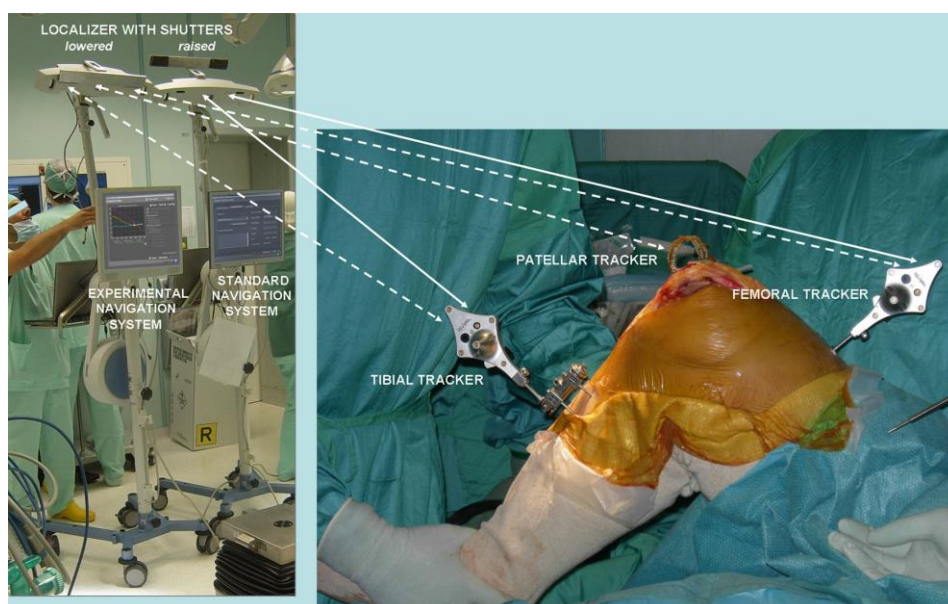 LOCALIZER WITH SHUTTERS
lowered raised
EXPERIMENTAL
NAVIGATION
SYSTEM
STANDARD
NAVIGATION
SYSTEM
PATELLAR TRACKER
FEMORAL TRACKER
TIBIAL TRACKER
R